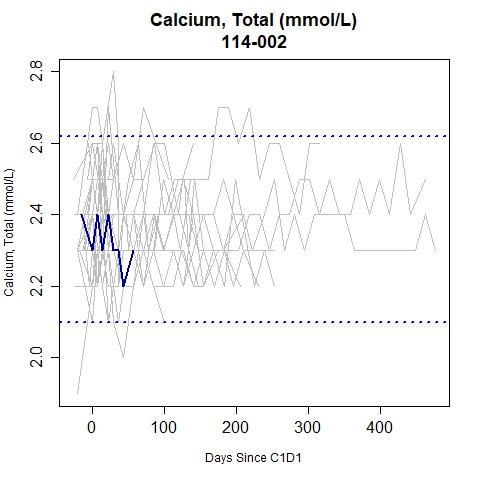 Calcium, Total (mmol/L)
114-002
Calcium, Total (mmol/L)
2.8
2.6
2.4
2.2
2.0
0 100 200 300 400
Days Since C1D1